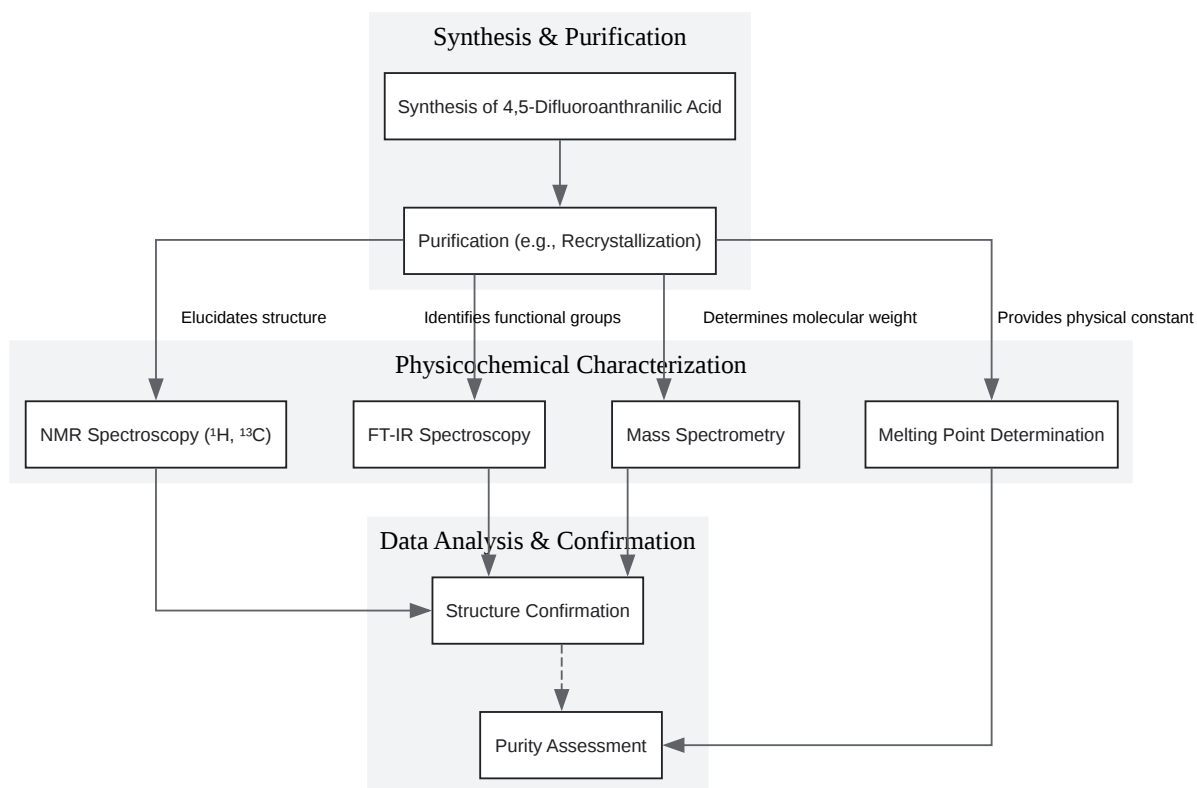 Synthesis & Purification
Synthesis of 4,5-Difluoroanthranilic Acid
Purification (e.g., Recrystallization)
Elucidates structure
Identifies functional groups
Determines molecular weight
Provides physical constant
Physicochemical Characterization
NMR Spectroscopy (¹H, ¹³C)
FT-IR Spectroscopy
Mass Spectrometry
Melting Point Determination
Data Analysis & Confirmation
Structure Confirmation
Purity Assessment